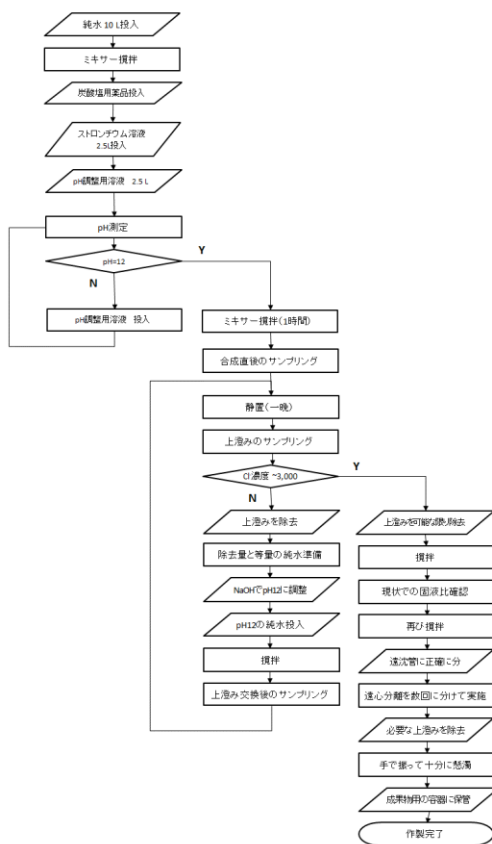 純水 10 L投入
ミキサー撹拌
炭酸塩用薬品投入
ストロンチウム溶液
2.5L投入
pH調整用溶液 2.5 L
pH測定
pH=12
Y
N
pH調整用溶液 投入
ミキサー撹拌(1時間)
合成直後のサンプリング
静置(一晩)
上澄みのサンプリング
Cl濃度 ~3,000
Y
N
上澄みを除去
除去量と等量の純水準備
NaOHでpH12に調整
pH12の純水投入
撹拌
上澄み交換後のサンプリング
上澄みを可能な限り除去
撹拌
現状での固液比確認
再び撹拌
遠沈管に正確に分
遠心分離を数回に分けて実施
必要な上澄みを除去
手で振って十分に懸濁
成果物用の容器に保管
作製完了